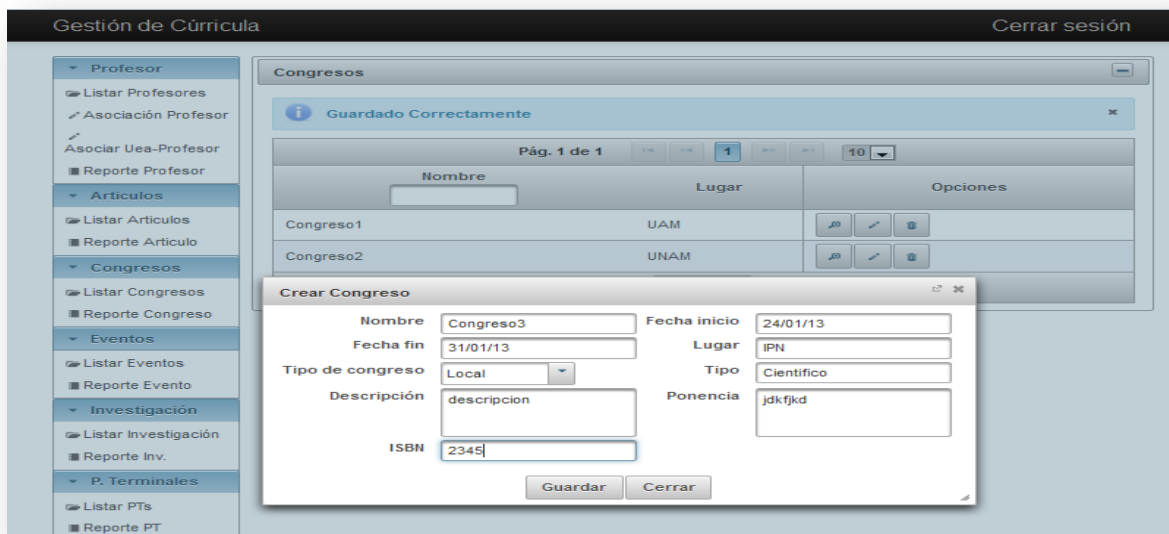 Gestión de Cúrricula
Cerrar sesión
Profesor
Listar Profesores
Asociación Profesor
Asociar Uea-Profesor
Reporte Profesor
Articulos
Listar Articulos
Reporte Articulo
Congresos
Listar Congresos
Reporte Congreso
Eventos
Listar Eventos
Reporte Evento
Investigación
Listar Investigación
Reporte Inv.
P. Terminales
Listar PTs
Reporte PT
Congresos
Guardado Correctamente
Pág. 1 de 1 1 10
Nombre Lugar Opciones
Congreso1 UAM
Congreso2 UNAM
Crear Congreso
Nombre Congreso3 Fecha inicio 24/01/13
Fecha fin 31/01/13 Lugar IPN
Tipo de congreso Local Tipo Cientifico
Descripción descripcion Ponencia jdkfjkd
ISBN 2345
Guardar Cerrar